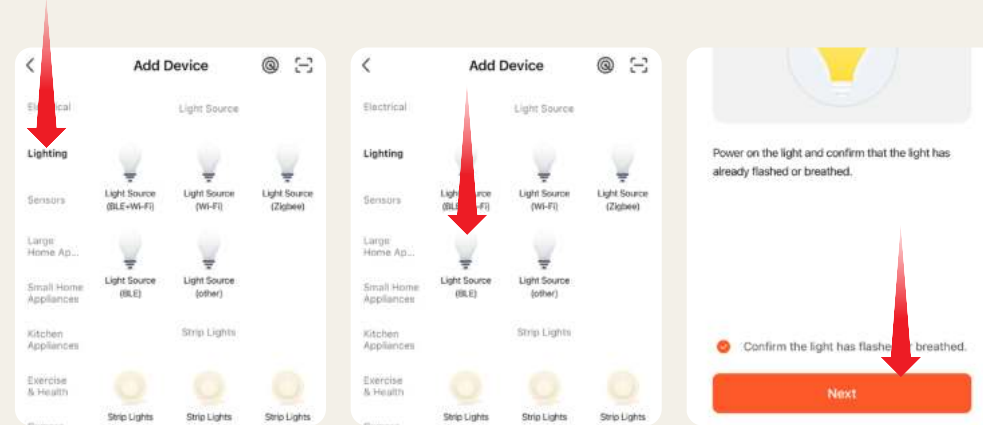 Add Device
Electrical
Light Source
Lighting
Light Source
(BLE+Wi-Fi)
Light Source
(Wi-Fi)
Light Source
(Zigbee)
Sensors
Large
Home Ap...
Light Source
(BLE)
Light Source
(other)
Small Home
Appliances
Kitchen
Appliances
Strip Lights
Exercise
& Health
Strip Lights
Strip Lights
Strip Lights
Add Device
Electrical
Light Source
Lighting
Light Source
(BLE+Wi-Fi)
Light Source
(Wi-Fi)
Light Source
(Zigbee)
Sensors
Large
Home Ap...
Light Source
(BLE)
Light Source
(other)
Small Home
Appliances
Kitchen
Appliances
Strip Lights
Exercise
& Health
Strip Lights
Strip Lights
Strip Lights
Power on the light and confirm that the light has
already flashed or breathed.
Confirm the light has flashed or breathed.
Next